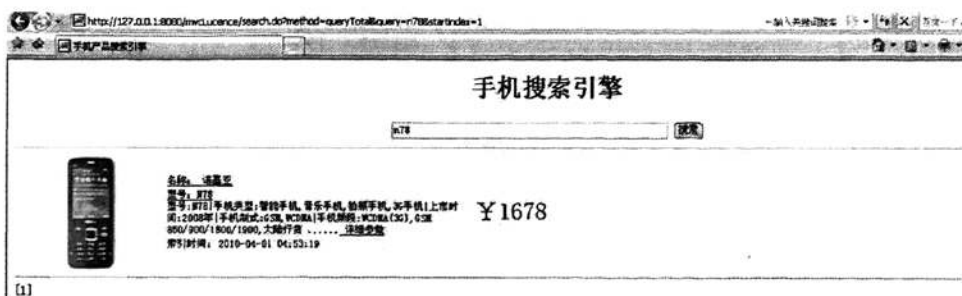 http://127.0.0.1:8080/mvcLucence/search.do?method=queryTotal&query=n78&startindex=1
手机产品搜索引擎
手机搜索引擎
n78 搜索
名称: 诺基亚
型号: N78
型号:N78|手机类型:智能手机,音乐手机,拍照手机,3G手机|上市时
间:2008年|手机制式:GSM,WCDMA|手机频段:WCDMA(3G),GSM
850/900/1800/1900,大陆行货 ......详细参数
¥1678
索引时间: 2010-04-01 04:53:19
[1]